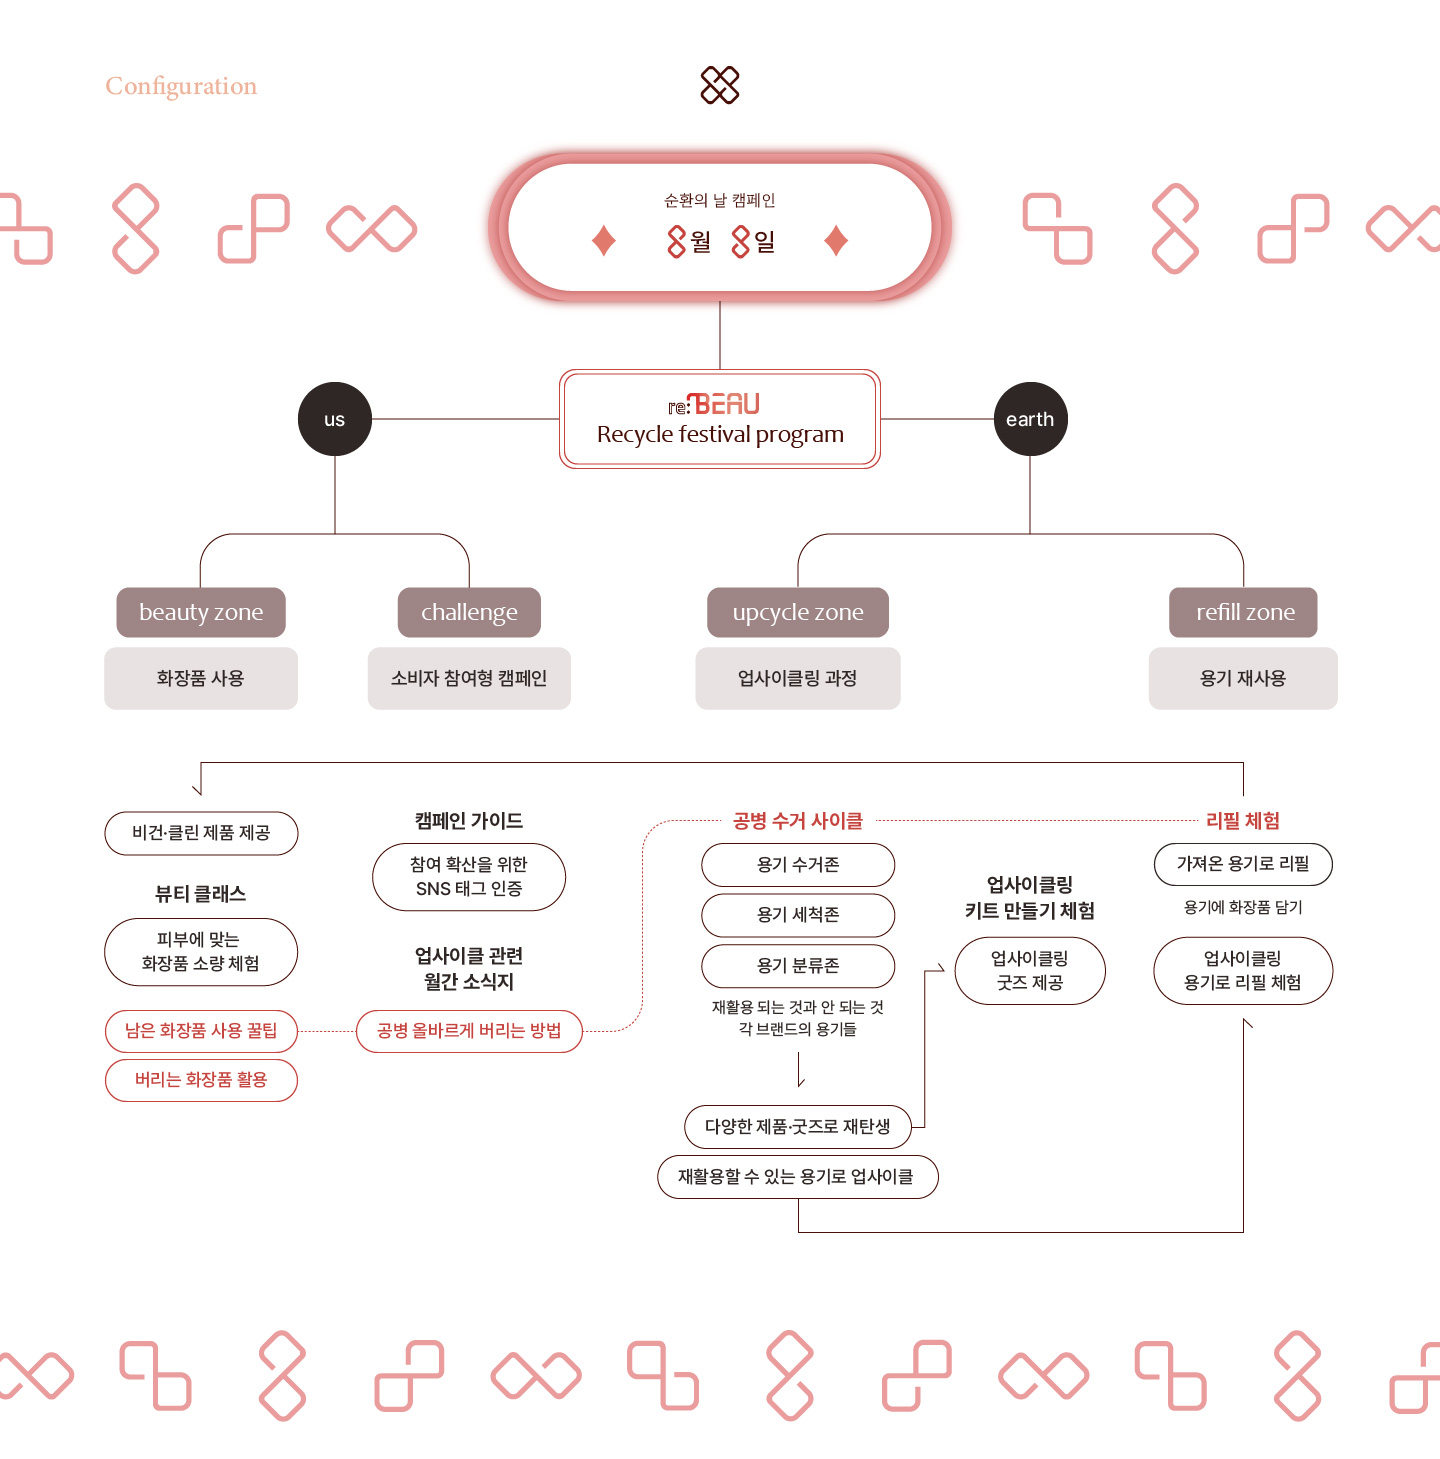 Configuration
순환의 날 캠페인
8월 8일
re:BEAU
Recycle festival program
us
earth
beauty zone
화장품 사용
challenge
소비자 참여형 캠페인
upcycle zone
업사이클링 과정
refill zone
용기 재사용
비건·클린 제품 제공
뷰티 클래스
피부에 맞는
화장품 소량 체험
남은 화장품 사용 꿀팁
버리는 화장품 활용
캠페인 가이드
참여 확산을 위한
SNS 태그 인증
업사이클 관련
월간 소식지
공병 올바르게 버리는 방법
공병 수거 사이클
용기 수거존
용기 세척존
용기 분류존
재활용 되는 것과 안 되는 것
각 브랜드의 용기들
다양한 제품·굿즈로 재탄생
재활용할 수 있는 용기로 업사이클
업사이클링
키트 만들기 체험
업사이클링
굿즈 제공
리필 체험
가져온 용기로 리필
용기에 화장품 담기
업사이클링
용기로 리필 체험